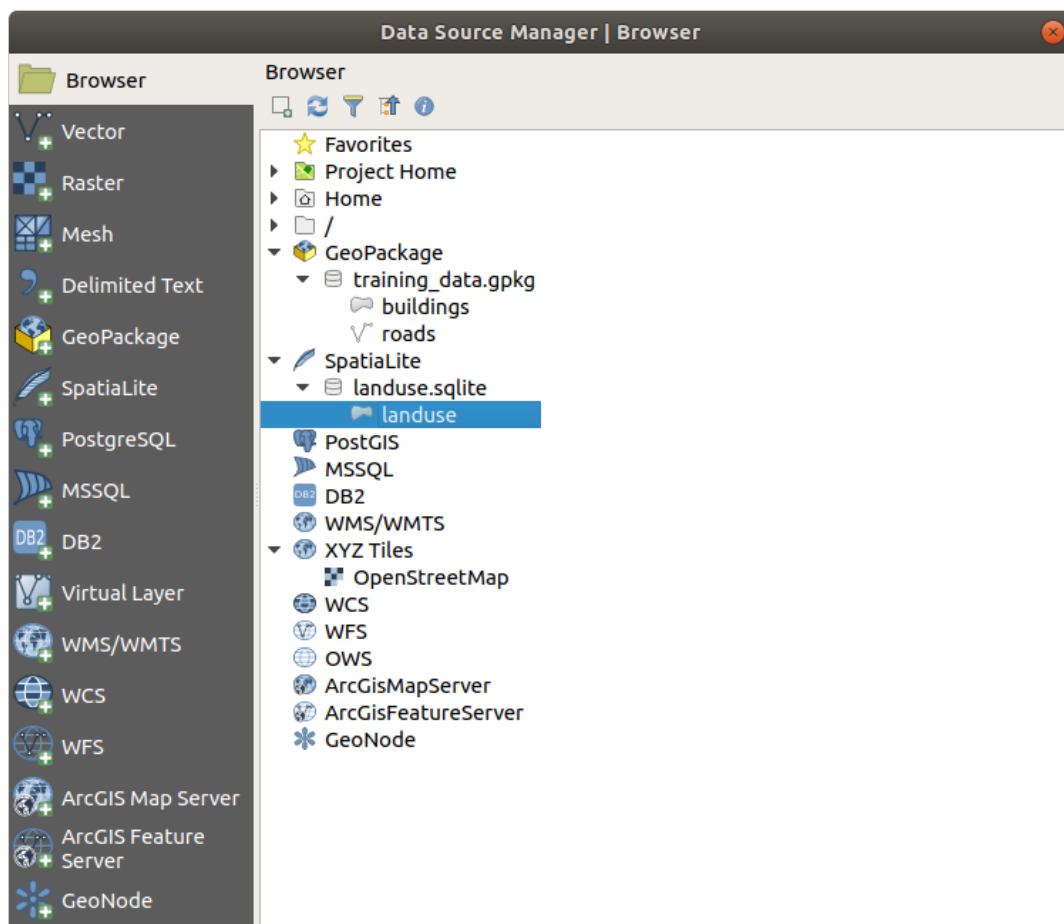 Data Source Manager | Browser
Browser
Vector
Raster
Mesh
Delimited Text
GeoPackage
SpatiaLite
PostgreSQL
MSSQL
DB2
DB2
Virtual Layer
WMS/WMTS
WCS
WFS
ArcGIS Map Server
ArcGIS Feature
Server
GeoNode
Browser
Favorites
Project Home
Home
/
GeoPackage
training_data.gpkg
buildings
roads
SpatiaLite
landuse.sqlite
landuse
PostGIS
MSSQL
DB2 DB2
WMS/WMTS
XYZ Tiles
OpenStreetMap
WCS
WFS
OWS
ArcGisMapServer
ArcGisFeatureServer
GeoNode